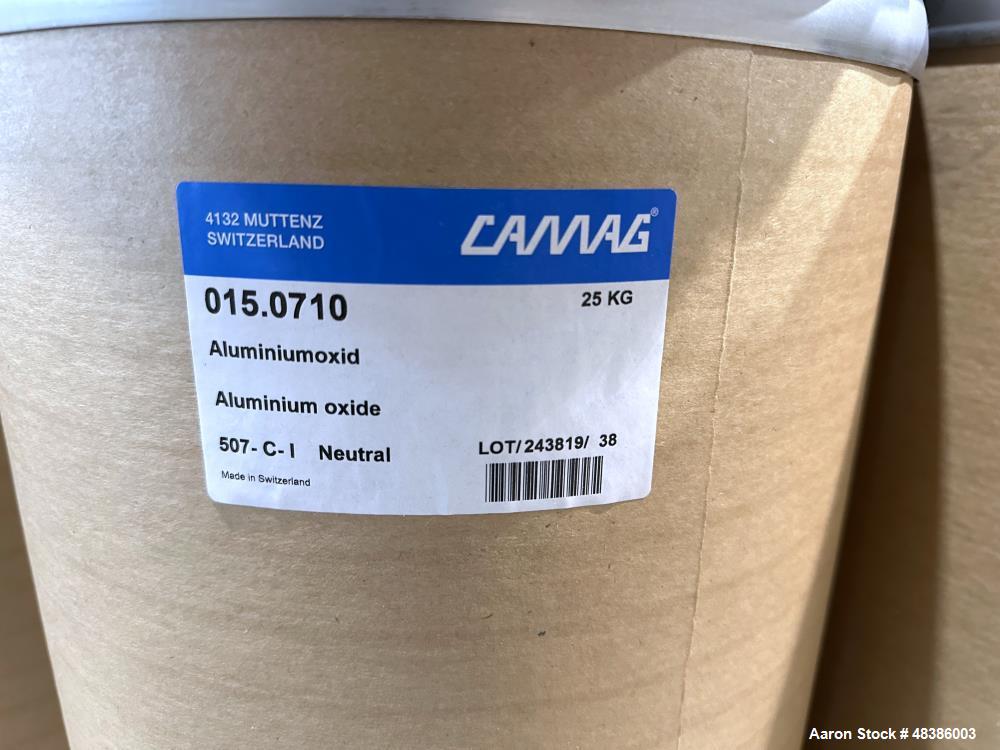 4132 MUTTENZ
SWITZERLAND
CAMAG®
015.0710
25 KG
Aluminiumoxid
Aluminium oxide
507- C- I Neutral
LOT/ 243819/ 38
Made in Switzerland
Aaron Stock # 48386003